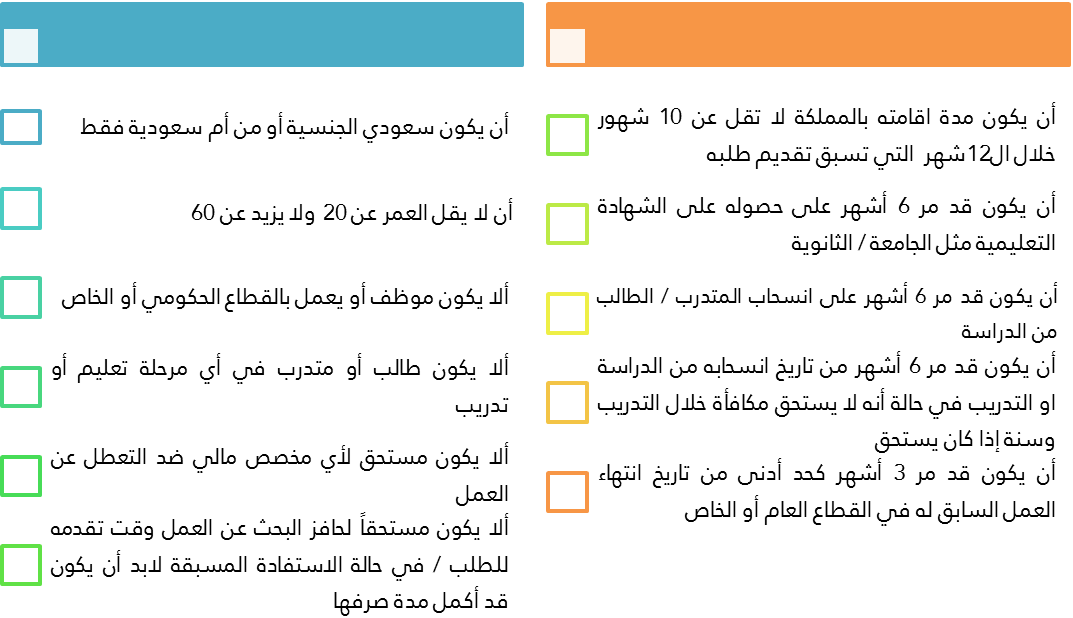 أن يكون مدة اقامته بالمملكة لا تقل عن 10 شهور
خلال ال12شهر التي تسبق تقديم طلبه
أن يكون قد مر 6 أشهر على حصوله على الشهادة
التعليمية مثل الجامعة / الثانوية
أن يكون قد مر 6 أشهر على انسحاب المتدرب / الطالب
من الدراسة
أن يكون قد مر 6 أشهر من تاريخ انسحابه من الدراسة
او التدريب في حالة أنه لا يستحق مكافأة خلال التدريب
وسنة إذا كان يستحق
أن يكون قد مر 3 أشهر كحد أدنى من تاريخ انتهاء
العمل السابق له في القطاع العام أو الخاص
أن يكون سعودي الجنسية أو من أم سعودية فقط
أن لا يقل العمر عن 20 ولا يزيد عن 60
ألا يكون موظف أو يعمل بالقطاع الحكومي أو الخاص
ألا يكون طالب أو متدرب في أي مرحلة تعليم أو
تدريب
ألا يكون مستحق لأي مخصص مالي ضد التعطل عن
العمل
ألا يكون مستحقاً لحافز البحث عن العمل وقت تقدمه
للطلب / في حالة الاستفادة المسبقة لابد أن يكون
قد أكمل مدة صرفها